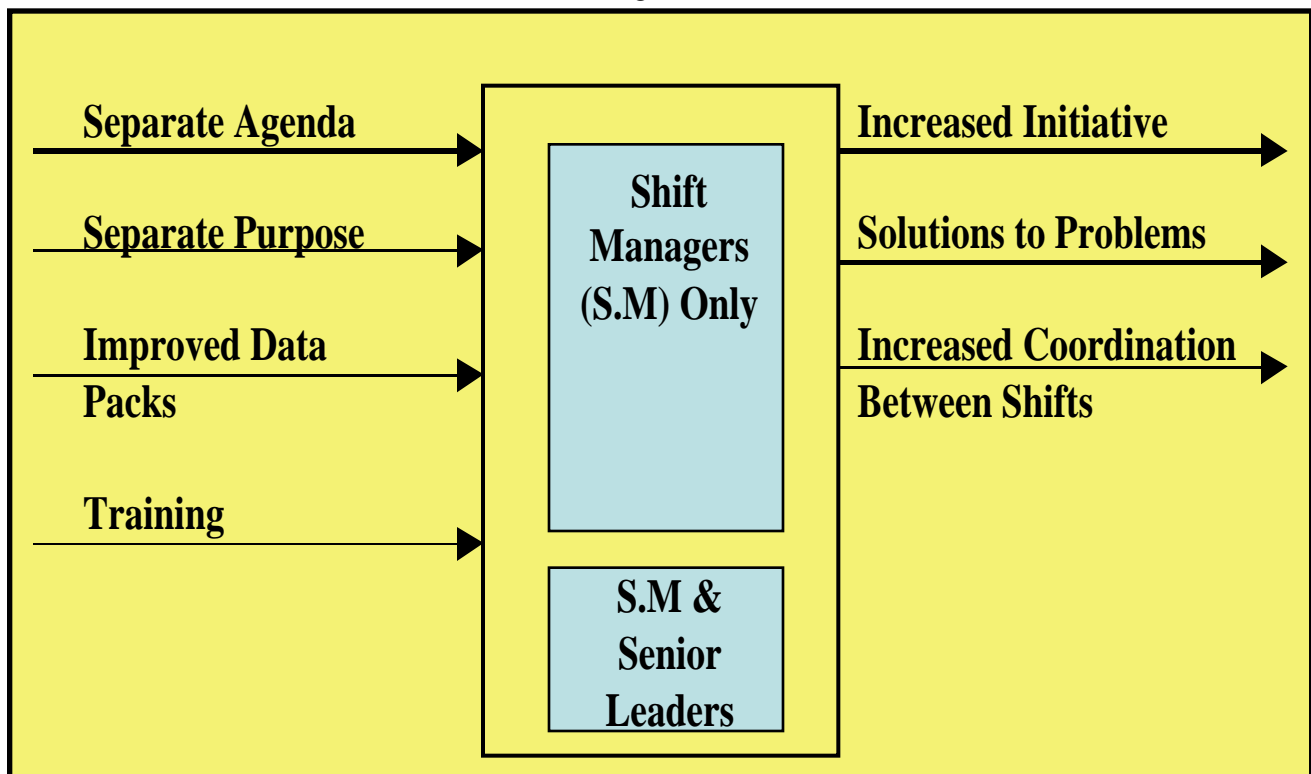 Separate Agenda
Separate Purpose
Improved Data
Packs
Training
Shift
Managers
(S.M) Only
S.M &
Senior
Leaders
Increased Initiative
Solutions to Problems
Increased Coordination
Between Shifts